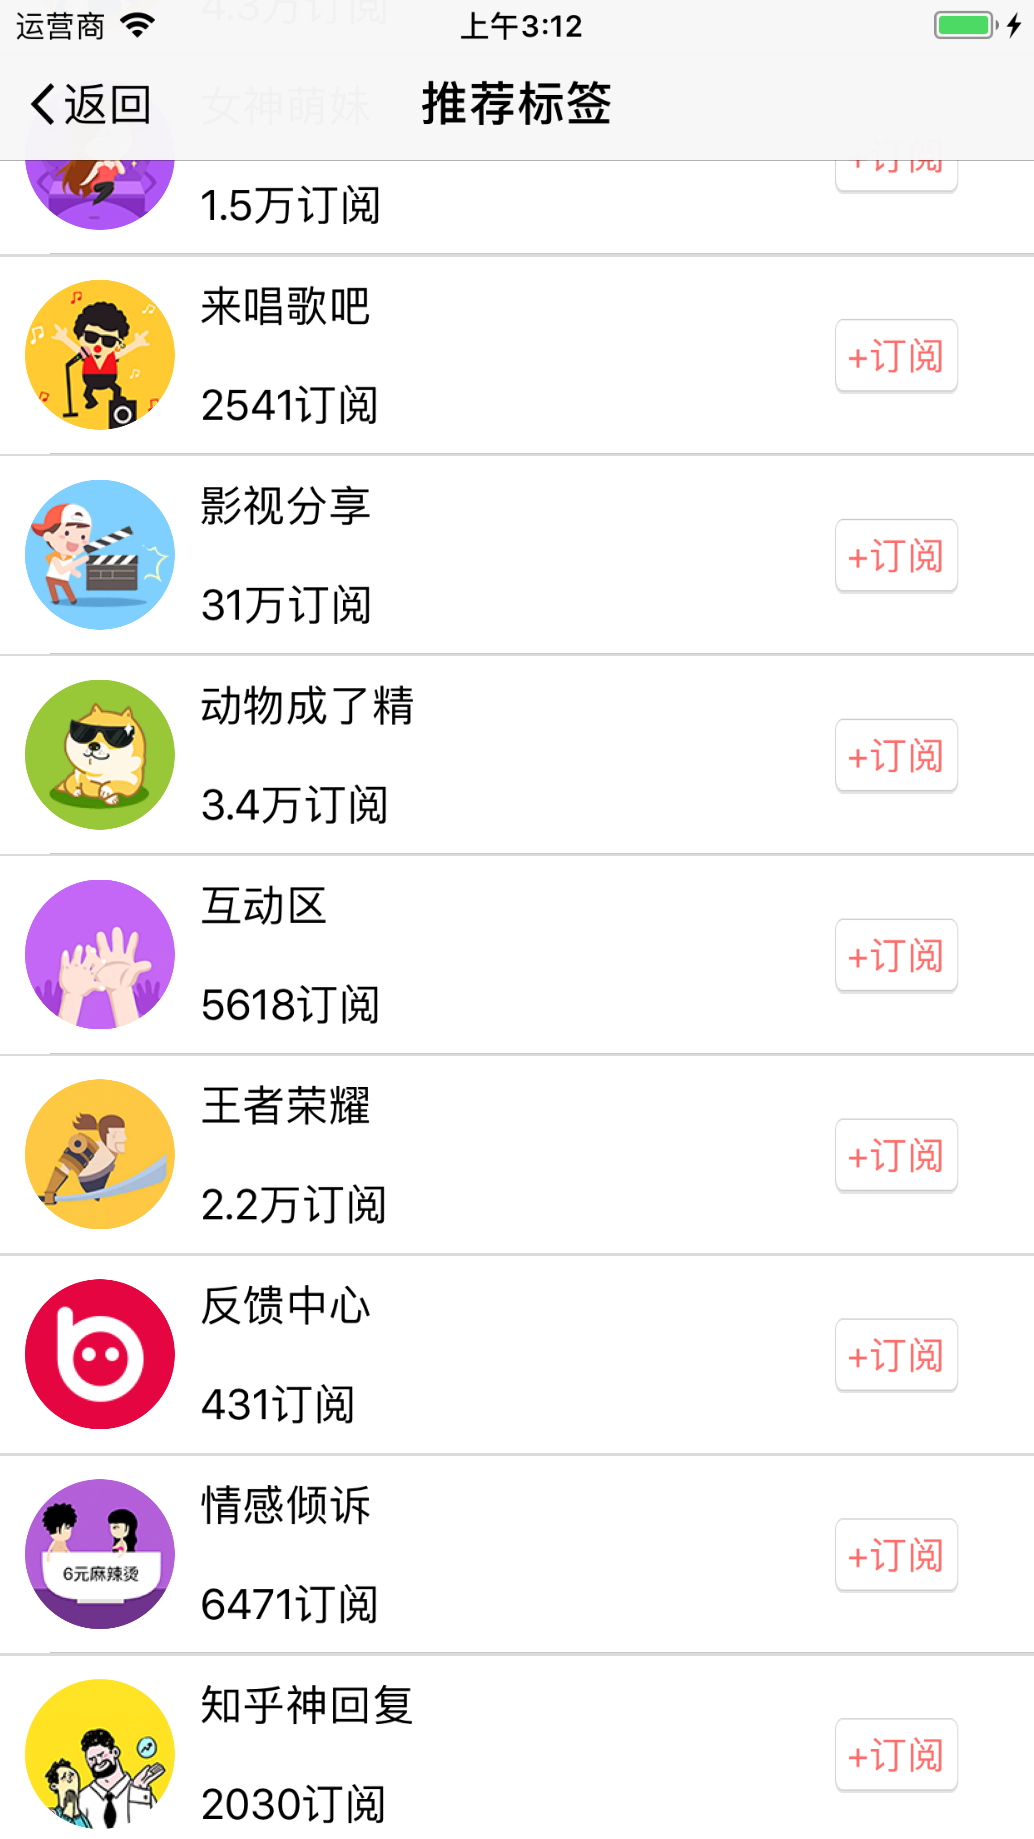 4.3万订阅
运营商
上午3:12
返回
女神萌妹
推荐标签
1.5万订阅
+订阅
来唱歌吧
2541订阅
+订阅
影视分享
31万订阅
+订阅
动物成了精
3.4万订阅
+订阅
互动区
5618订阅
+订阅
王者荣耀
2.2万订阅
+订阅
反馈中心
431订阅
+订阅
情感倾诉
6元麻辣烫
6471订阅
+订阅
知乎神回复
2030订阅
+订阅